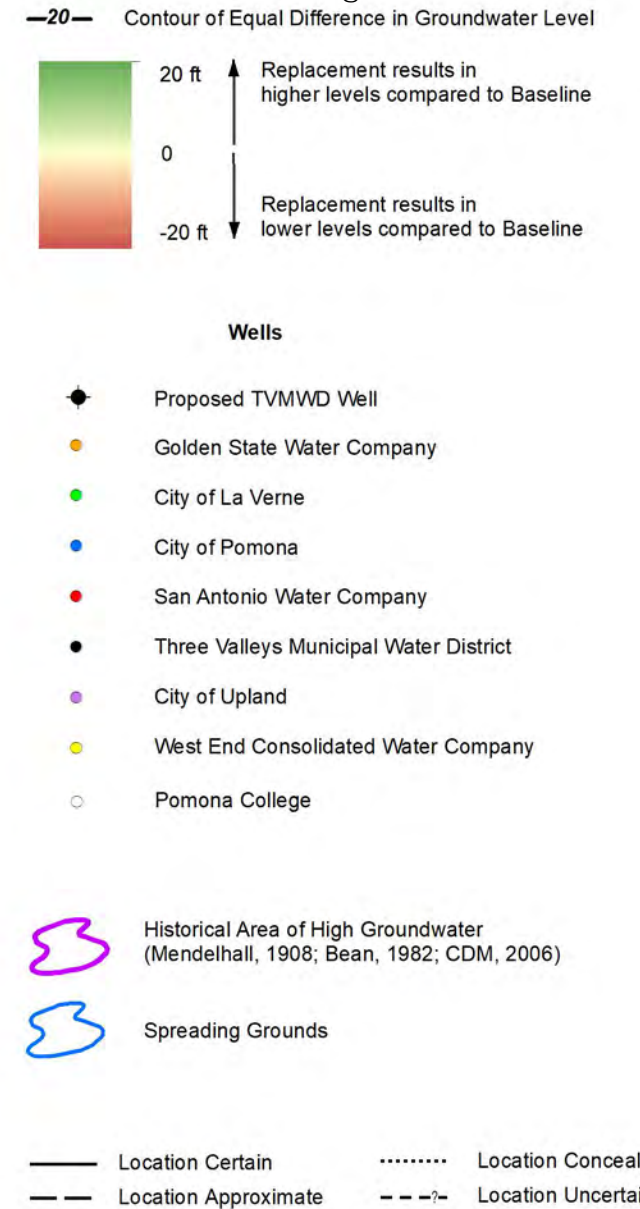 —20— Contour of Equal Difference in Groundwater Level
20 ft
Replacement results in
higher levels compared to Baseline
0
Replacement results in
lower levels compared to Baseline
-20 ft
Wells
Proposed TVMWD Well
Golden State Water Company
City of La Verne
City of Pomona
San Antonio Water Company
Three Valleys Municipal Water District
City of Upland
West End Consolidated Water Company
Pomona College
Historical Area of High Groundwater
(Mendelhall, 1908; Bean, 1982; CDM, 2006)
Spreading Grounds
Location Certain
Location Conceal
Location Approximate
? Location Uncertai